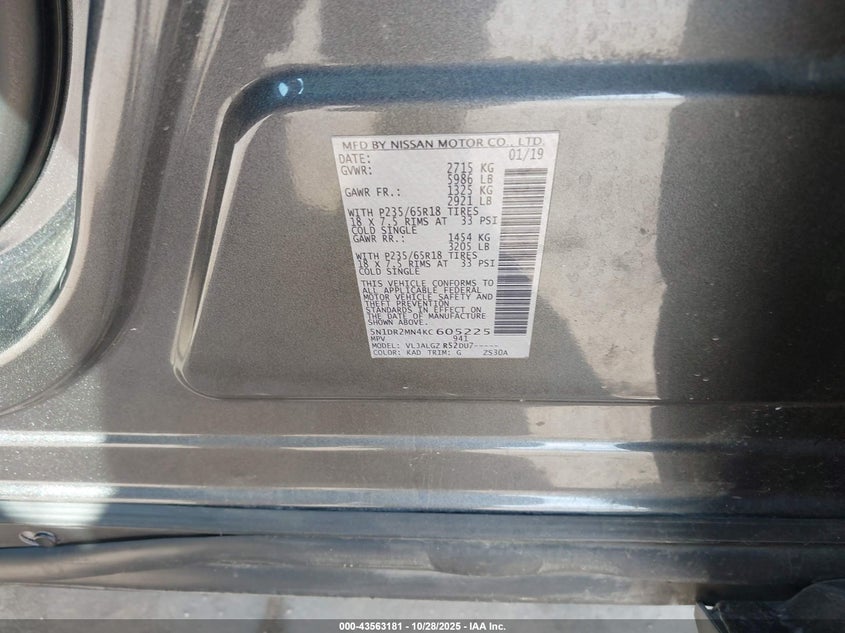 MFD BY NISSAN MOTOR CO., LTD.
DATE: 01/19
GVWR: 2715 KG
5986 LB
GAWR FR.: 1325 KG
2921 LB
WITH P235/65R18 TIRES
18 x 7.5 RIMS AT 33 PSI
COLD SINGLE
GAWR RR.: 1454 KG
3205 LB
WITH P235/65R18 TIRES
18 x 7.5 RIMS AT 33 PSI
COLD SINGLE
THIS VEHICLE CONFORMS TO
ALL APPLICABLE FEDERAL
MOTOR VEHICLE SAFETY AND
THEFT PREVENTION
STANDARDS IN EFFECT ON
THE DATE OF MANUFACTURE
SHOWN ABOVE.
5N1DR2MN4KC605225
MPV 941
MODEL: VLJALGZ R52DU7-----
COLOR: KAD TRIM: G ZS30A
000-43563181 - 10/28/2025 - IAA Inc.